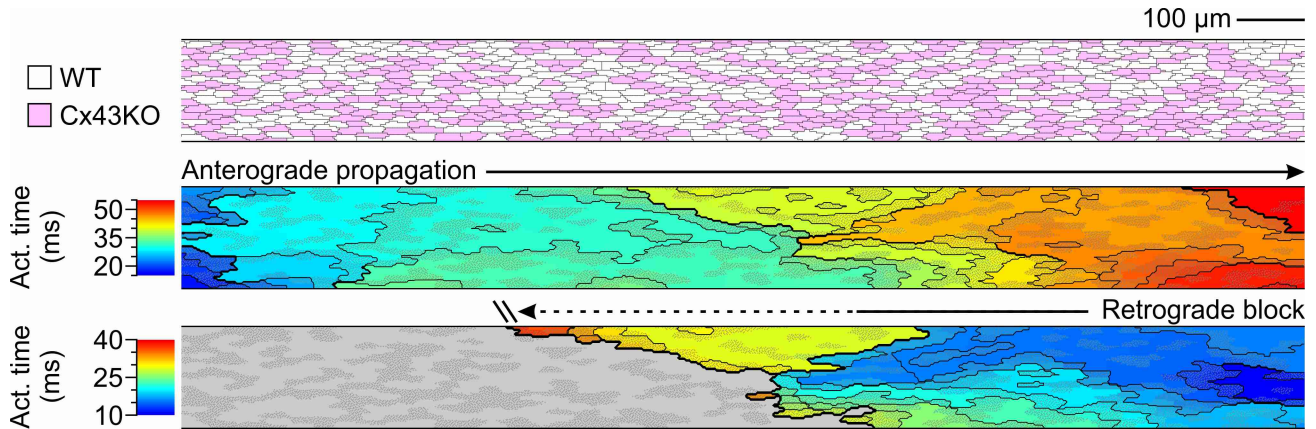 100 µm
WT
Cx43KO
Anterograde propagation
Act. time
(ms)
50
35
20
Retrograde block
Act. time
(ms)
40
25
10